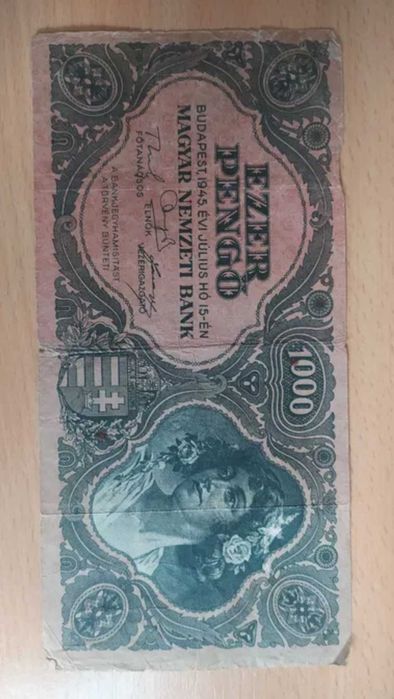 EZER
PENGŐ
BUDAPEST, 1945. ÉVI JÚLIUS HÓ 15-ÉN
MAGYAR NEMZETI BANK
FŐTANÁCSOS ELNÖK VEZÉRIGAZGATÓ
A BANKJEGYHAMISÍTÁST
A TÖRVÉNY BÜNTETI
1000